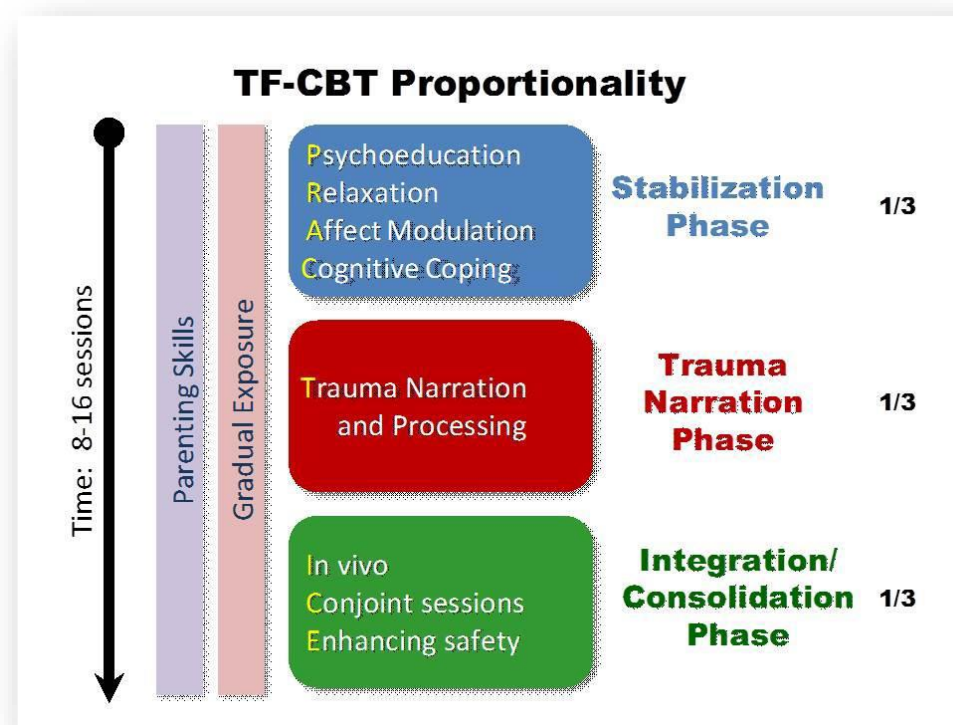 TF-CBT Proportionality
Time: 8-16 sessions
Parenting Skills
Gradual Exposure
Psychoeducation
Relaxation
Affect Modulation
Cognitive Coping
Stabilization
Phase
1/3
Trauma Narration
and Processing
Trauma
Narration
Phase
1/3
In vivo
Conjoint sessions
Enhancing safety
Integration/
Consolidation
Phase
1/3